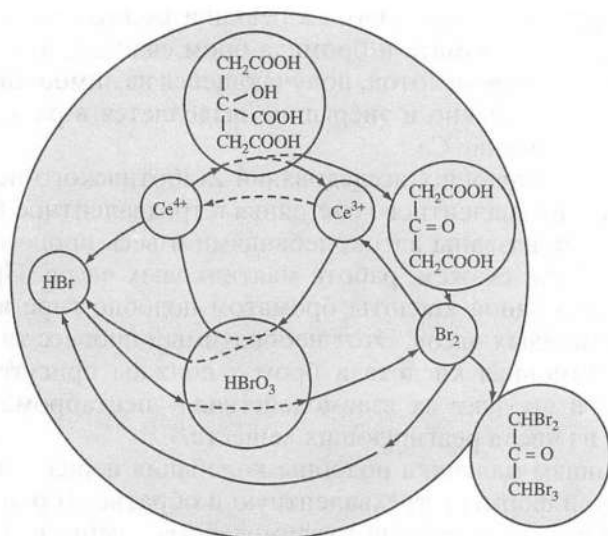 CH₂COOH
C
OH
COOH
CH₂COOH
Ce⁴⁺
Ce³⁺
CH₂COOH
C = O
CH₂COOH
HBr
Br₂
HBrO₃
CHBr₂
C = O
CHBr₃